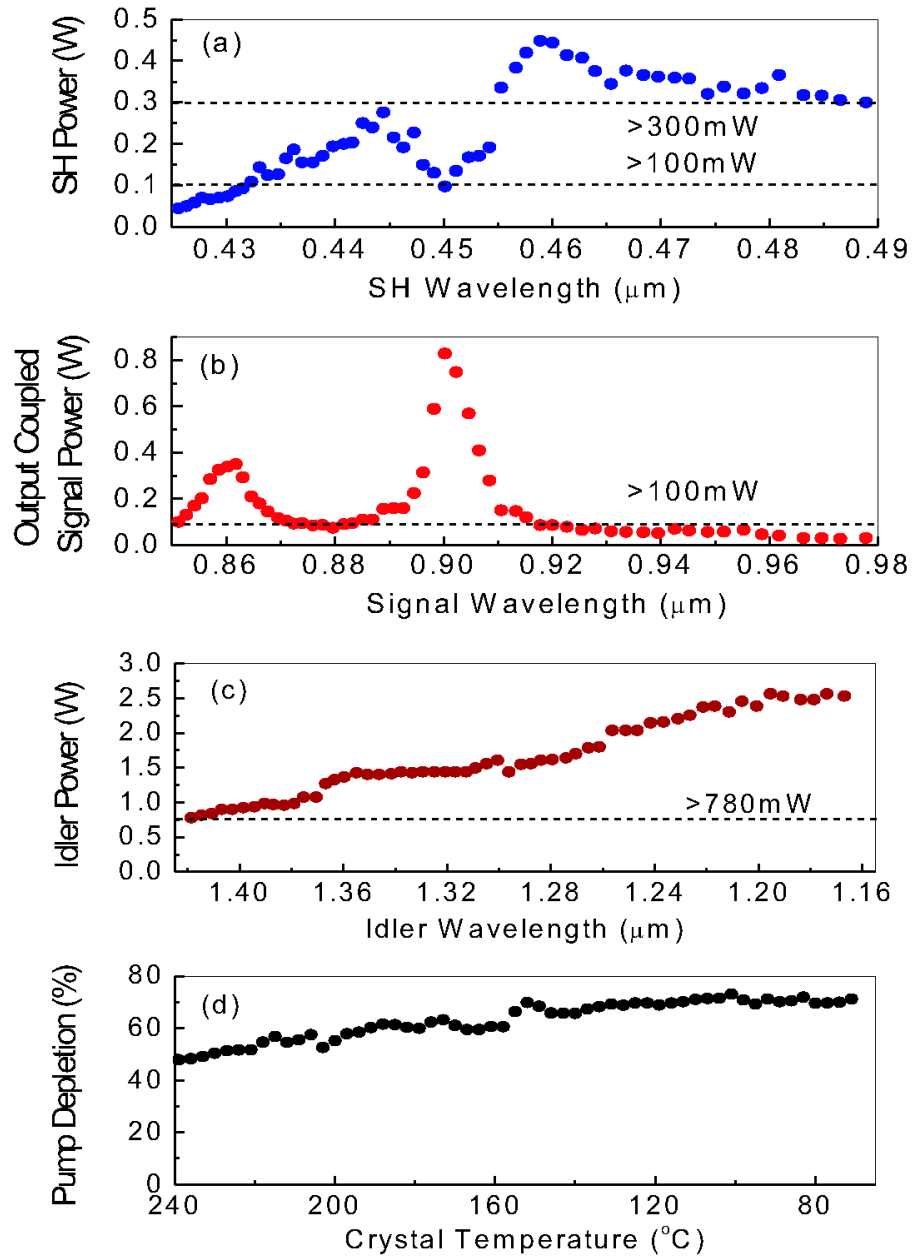 (a)
SH Power (W)
0.5
0.4
0.3
0.2
0.1
0.0
>300mW
>100mW
0.43 0.44 0.45 0.46 0.47 0.48 0.49
SH Wavelength (μm)
(b)
Output Coupled
Signal Power (W)
0.8
0.6
0.4
0.2
0.0
>100mW
0.86 0.88 0.90 0.92 0.94 0.96 0.98
Signal Wavelength (μm)
(c)
Idler Power (W)
3.0
2.5
2.0
1.5
1.0
0.5
0.0
>780mW
1.40 1.36 1.32 1.28 1.24 1.20 1.16
Idler Wavelength (μm)
(d)
Pump Depletion (%)
80
60
40
20
0
240 200 160 120 80
Crystal Temperature (°C)